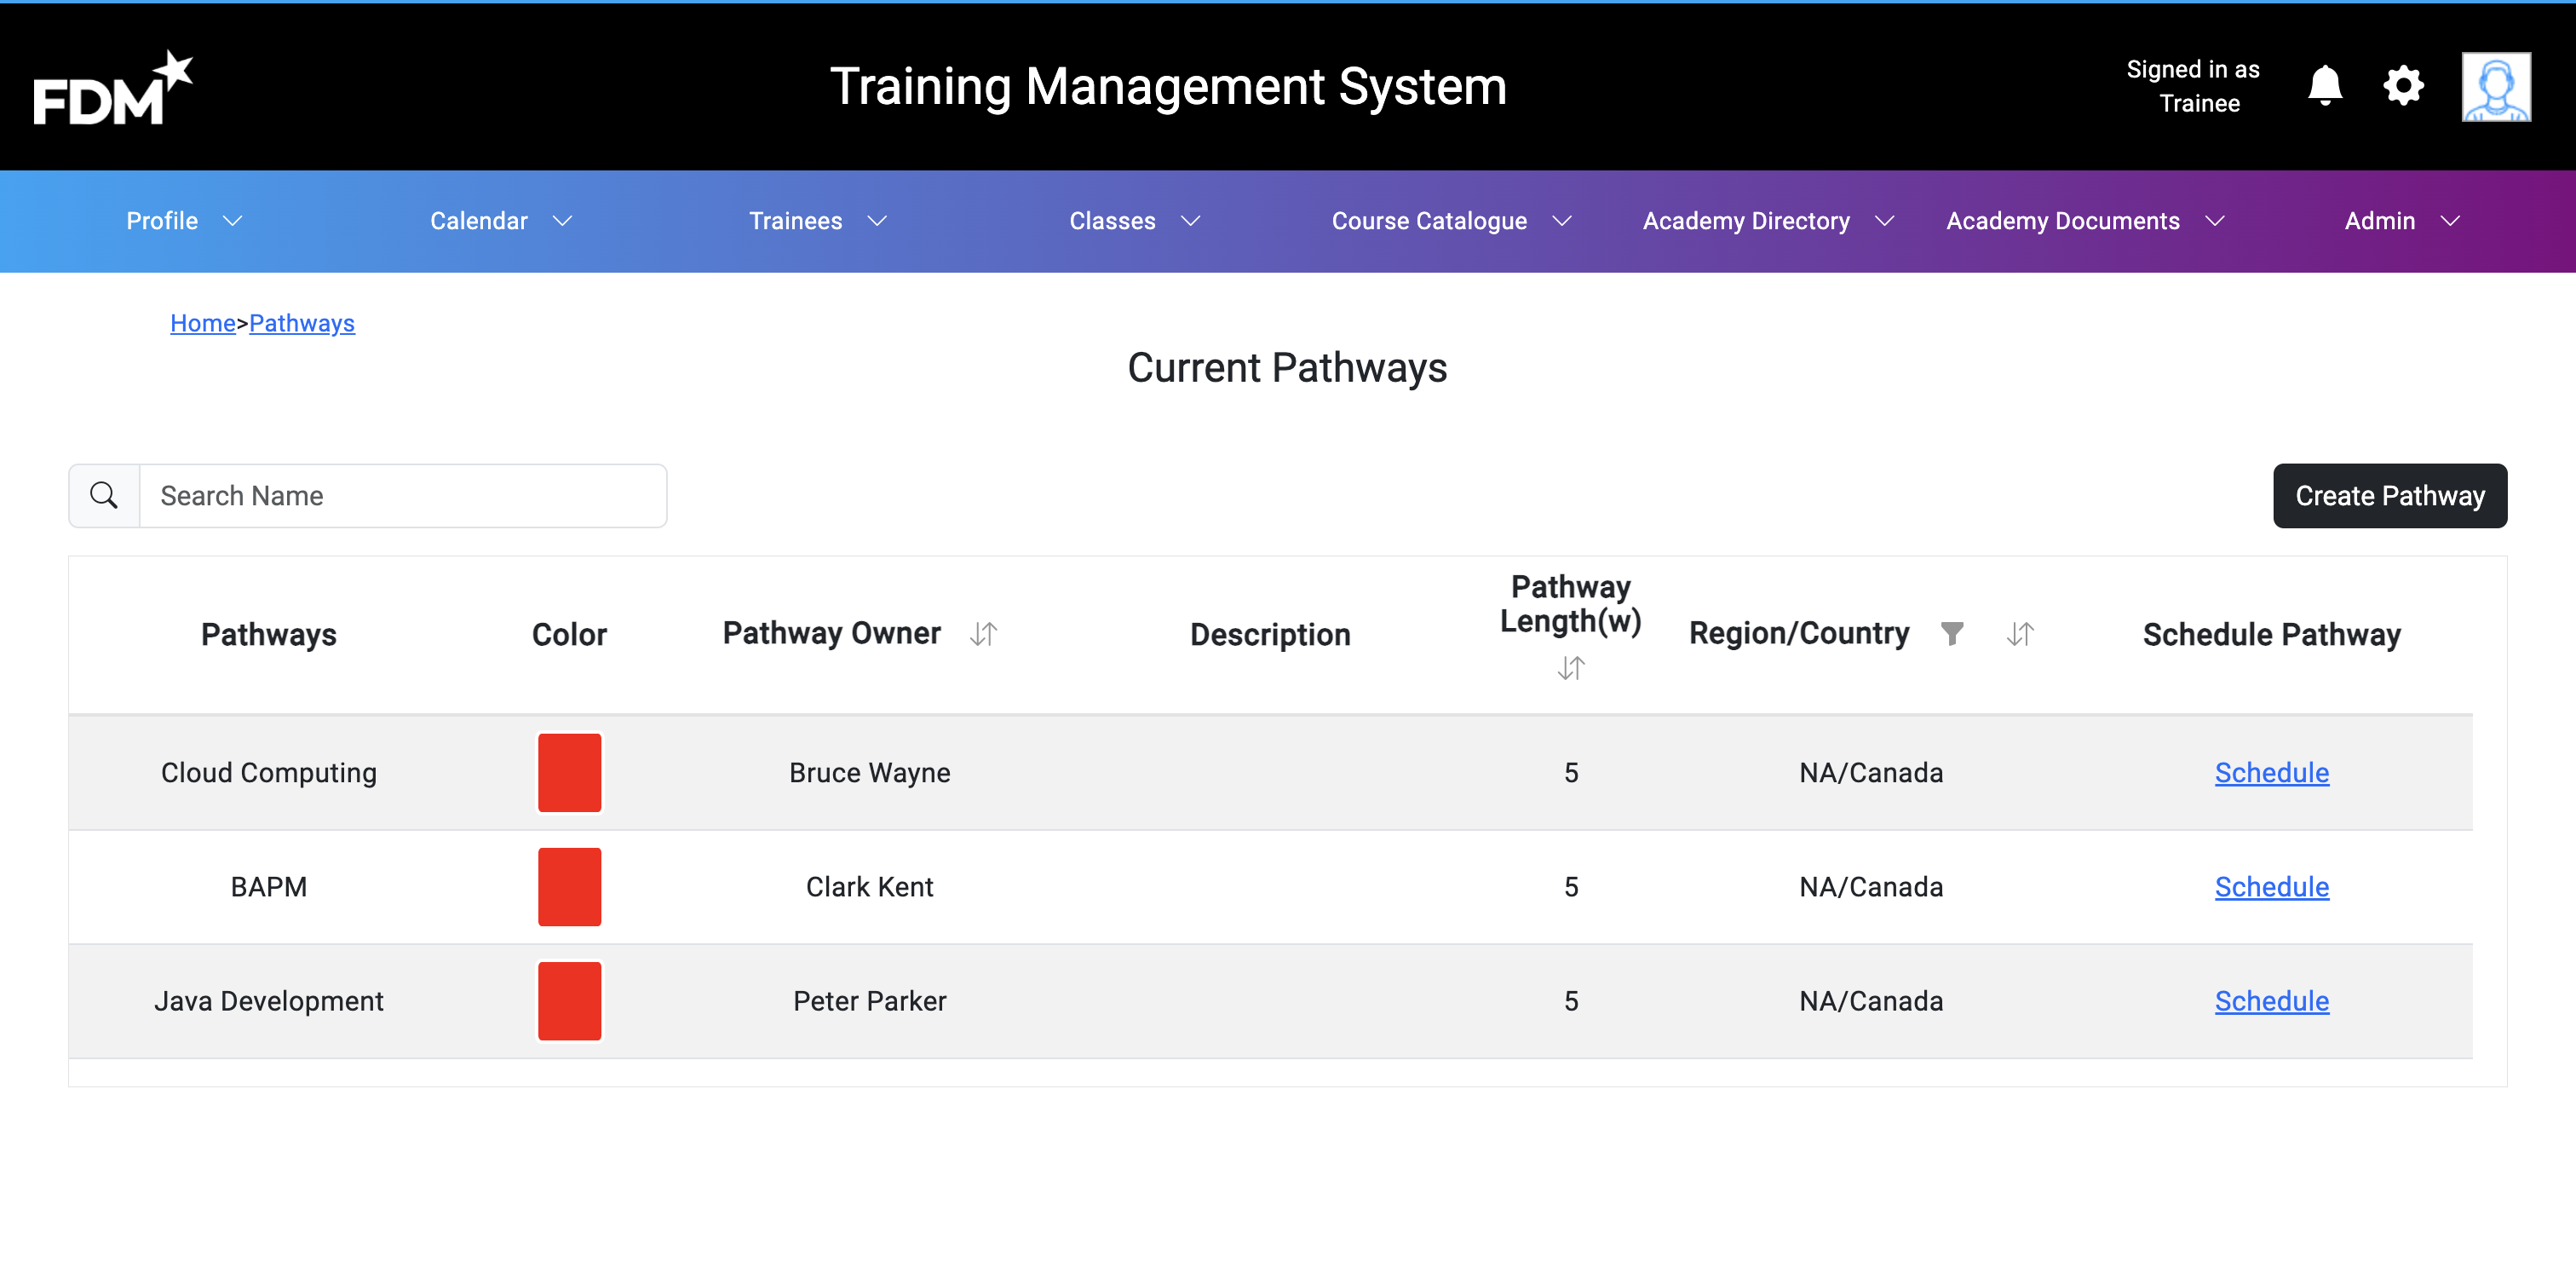 FDM
Training Management System
Signed in as
Trainee
Profile
Calendar
Trainees
Classes
Course Catalogue
Academy Directory
Academy Documents
Admin
Home>Pathways
Current Pathways
Search Name
Create Pathway
Pathways
Color
Pathway Owner
Description
Pathway
Length(w)
Region/Country
Schedule Pathway
Cloud Computing
Bruce Wayne
5
NA/Canada
Schedule
BAPM
Clark Kent
5
NA/Canada
Schedule
Java Development
Peter Parker
5
NA/Canada
Schedule